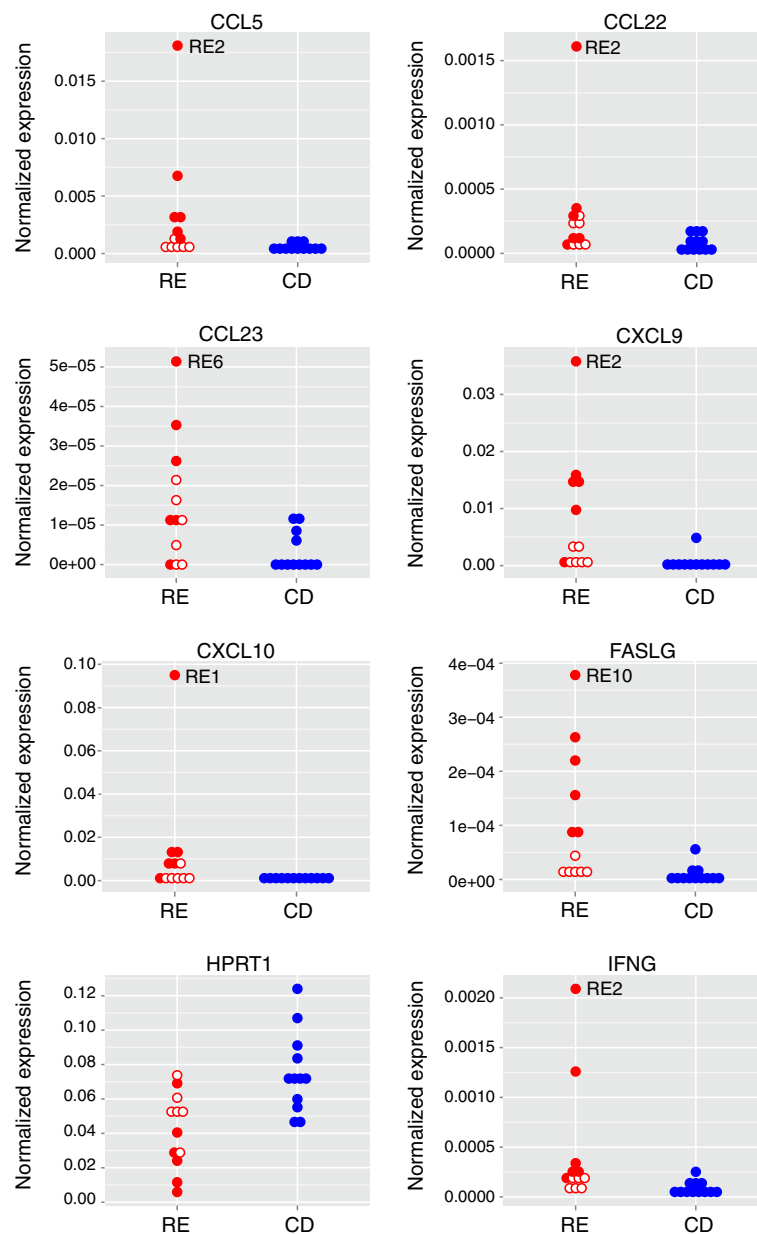 CCL5
Normalized expression
0.015
0.010
0.005
0.000
RE2
RE
CD
CCL22
Normalized expression
0.0015
0.0010
0.0005
0.0000
RE2
RE
CD
CCL23
Normalized expression
5e−05
4e−05
3e−05
2e−05
1e−05
0e+00
RE6
RE
CD
CXCL9
Normalized expression
0.03
0.02
0.01
0.00
RE2
RE
CD
CXCL10
Normalized expression
0.10
0.08
0.06
0.04
0.02
0.00
RE1
RE
CD
FASLG
Normalized expression
4e−04
3e−04
2e−04
1e−04
0e+00
RE10
RE
CD
HPRT1
Normalized expression
0.12
0.10
0.08
0.06
0.04
0.02
0.00
RE
CD
IFNG
Normalized expression
0.0020
0.0015
0.0010
0.0005
0.0000
RE2
RE
CD